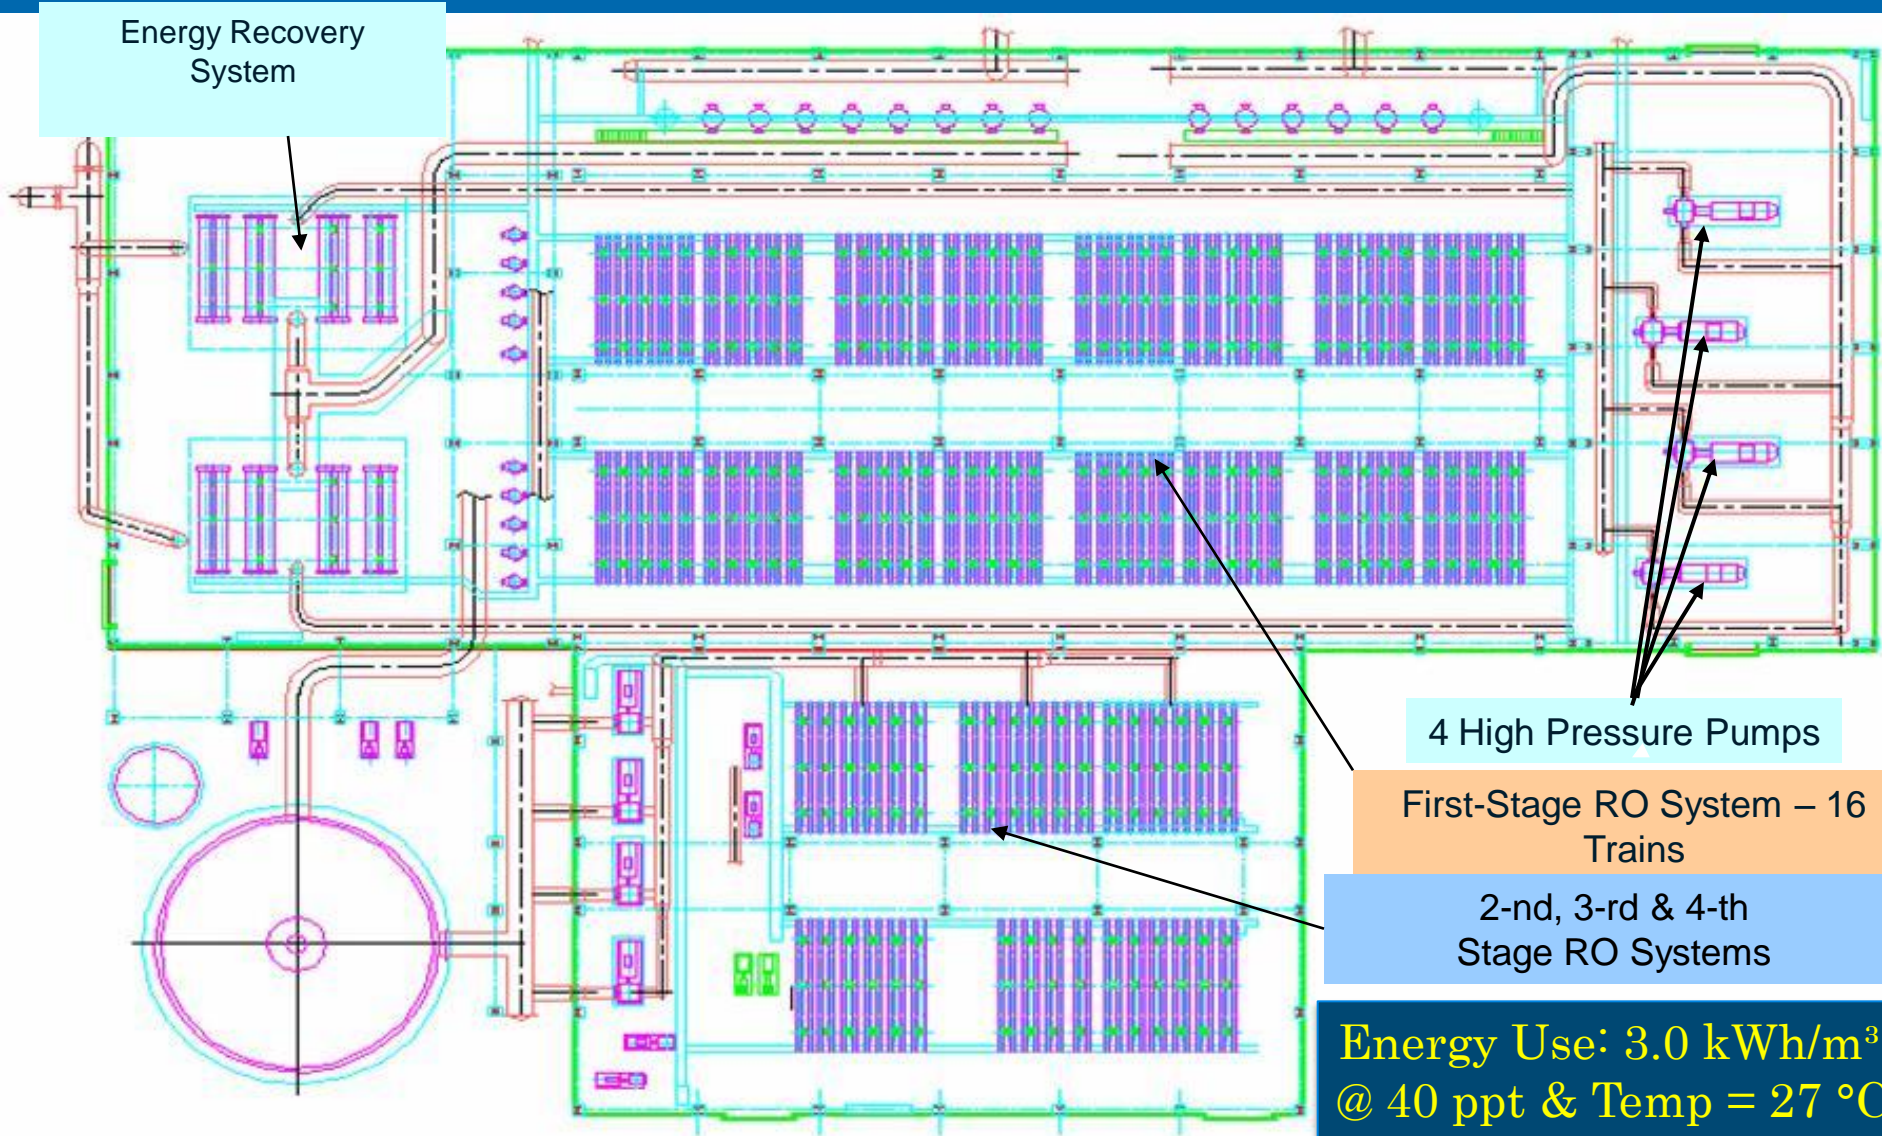 Energy Recovery
System
4 High Pressure Pumps
First-Stage RO System – 16
Trains
2-nd, 3-rd & 4-th
Stage RO Systems
Energy Use: 3.0 kWh/m³
@ 40 ppt & Temp = 27 °C